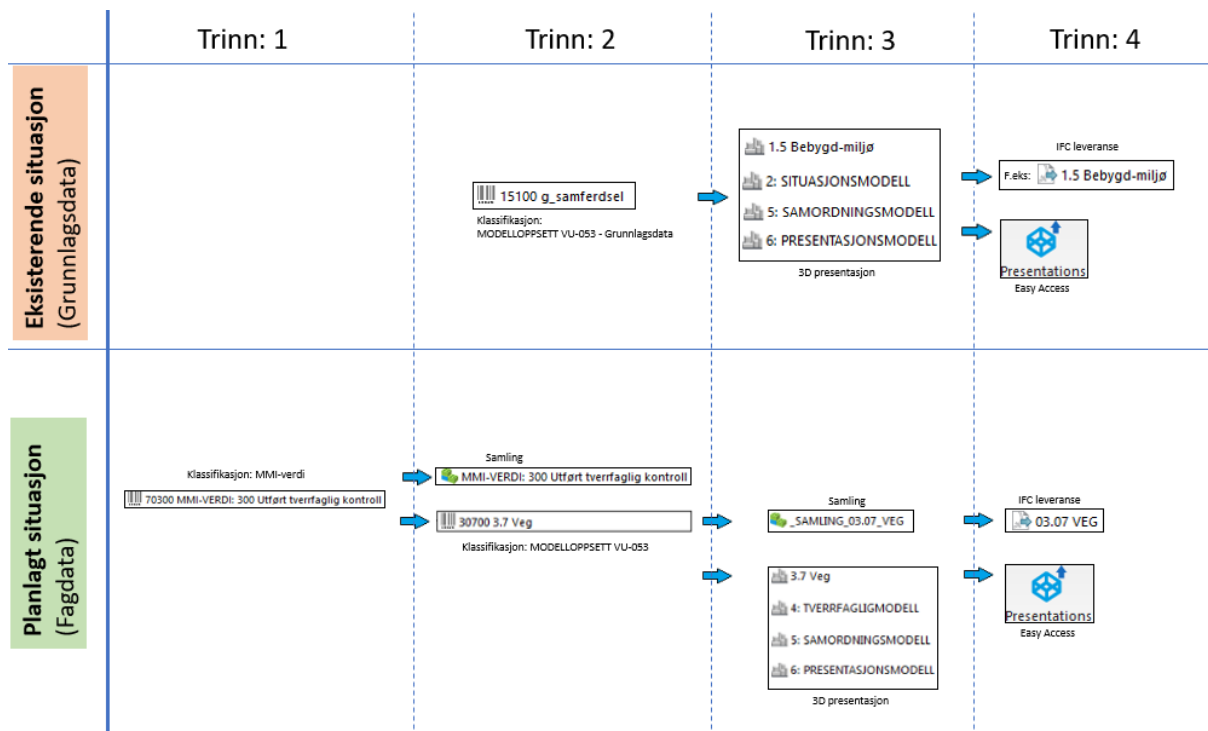 Trinn: 1
Trinn: 2
Trinn: 3
Trinn: 4
Eksisterende situasjon
(Grunnlagsdata)
15100 g_samferdsel
Klassifikasjon:
MODELLOPPSETT VU-053 - Grunnlagsdata
1.5 Bebygd-miljø
2: SITUASJONSMODELL
5: SAMORDNINGSMODELL
6: PRESENTASJONSMODELL
3D presentasjon
IFC leveranse
F.eks: 1.5 Bebygd-miljø
Presentations
Easy Access
Planlagt situasjon
(Fagdata)
Klassifikasjon: MMI-verdi
70300 MMI-VERDI: 300 Utført tverrfaglig kontroll
Samling
MMI-VERDI: 300 Utført tverrfaglig kontroll
30700 3.7 Veg
Klassifikasjon: MODELLOPPSETT VU-053
Samling
_SAMLING_03.07_VEG
3.7 Veg
4: TVERRFAGLIGMODELL
5: SAMORDNINGSMODELL
6: PRESENTASJONSMODELL
3D presentasjon
IFC leveranse
03.07 VEG
Presentations
Easy Access